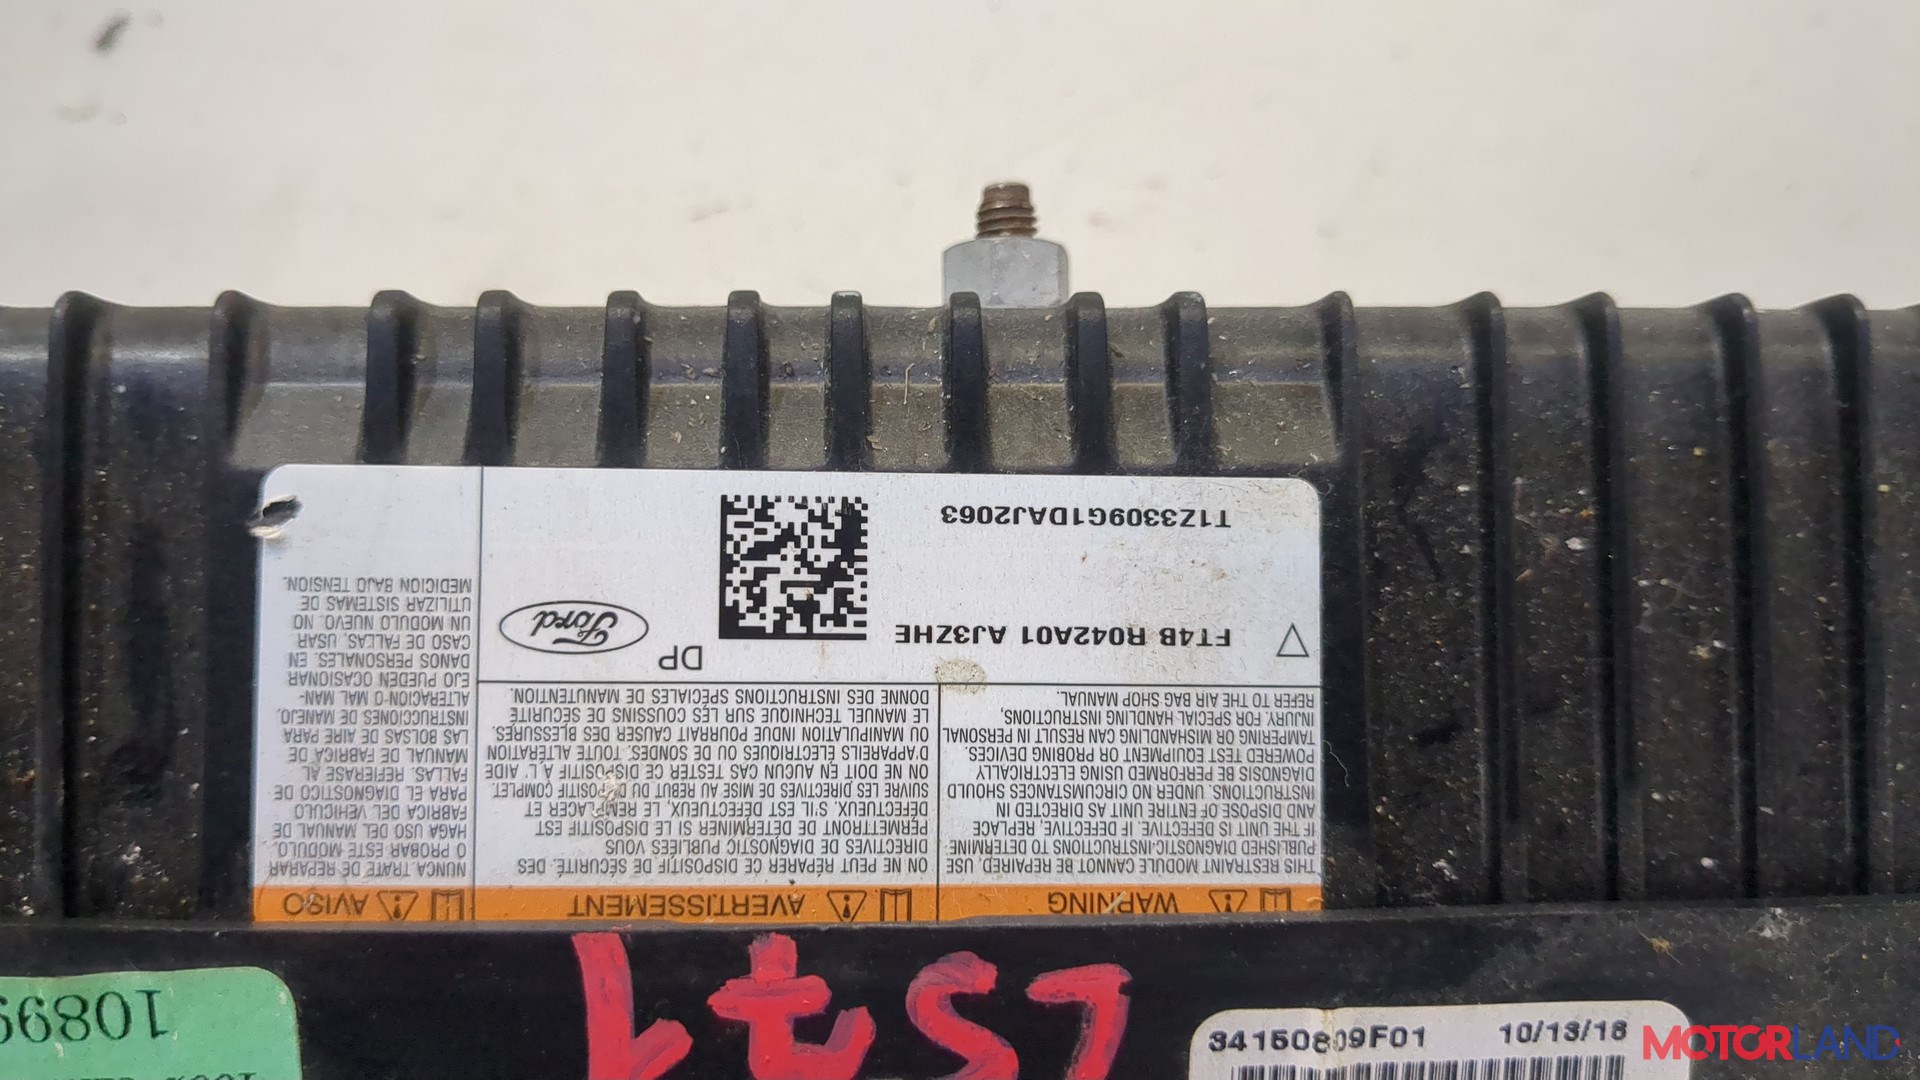 WARNING
THIS RESTRAINT MODULE CANNOT BE REPAIRED, USE
PUBLISHED DIAGNOSTIC INSTRUCTIONS TO DETERMINE
IF THE UNIT IS DEFECTIVE. IF DEFECTIVE, REPLACE
AND DISPOSE OF ENTIRE UNIT AS DIRECTED IN
INSTRUCTIONS. UNDER NO CIRCUMSTANCES SHOULD
DIAGNOSIS BE PERFORMED USING ELECTRICALLY
POWERED TEST EQUIPMENT OR PROBING DEVICES.
TAMPERING OR MISHANDLING CAN RESULT IN PERSONAL
INJURY. FOR SPECIAL HANDLING INSTRUCTIONS,
REFER TO THE AIR BAG SHOP MANUAL.
AVERTISSEMENT
ON NE PEUT RÉPARER CE DISPOSITIF DE SÉCURITÉ. DES
DIRECTIVES DE DIAGNOSTIC PUBLIÉES VOUS
PERMETTRONT DE DÉTERMINER SI LE DISPOSITIF EST
DÉFECTUEUX. S'IL EST DÉFECTUEUX, LE REMPLACER ET
SUIVRE LES DIRECTIVES DE MISE AU REBUT DU DISPOSITIF COMPLET.
ON NE DOIT EN AUCUN CAS TESTER CE DISPOSITIF À L'AIDE
D'APPAREILS ÉLECTRIQUES OU DE SONDES. TOUTE ALTÉRATION
OU MANIPULATION INDUE POURRAIT CAUSER DES BLESSURES.
LE MANUEL TECHNIQUE SUR LES COUSSINS DE SÉCURITÉ
DONNE DES INSTRUCTIONS SPÉCIALES DE MANUTENTION.
AVISO
NUNCA TRATE DE REPARAR
O PROBAR ESTE MODULO.
HAGA USO DEL MANUAL DE
FABRICA DEL VEHICULO
PARA EL DIAGNOSTICO DE
FALLAS. REFIERASE AL
MANUAL DE FABRICA DE
LAS BOLSAS DE AIRE PARA
INSTRUCCIONES DE MANEJO.
ALTERACION O MAL MAN-
EJO PUEDEN OCASIONAR
DANOS PERSONALES. EN
CASO DE FALLAS, USAR
UN MODULO NUEVO. NO
UTILIZAR SISTEMAS DE
MEDICION BAJO TENSION.
FT4B R042A01 AJ3ZHE
DP
Ford
T1Z3309G1DAJ2063
10899
34150809F01 10/13/16
MOTORLAND